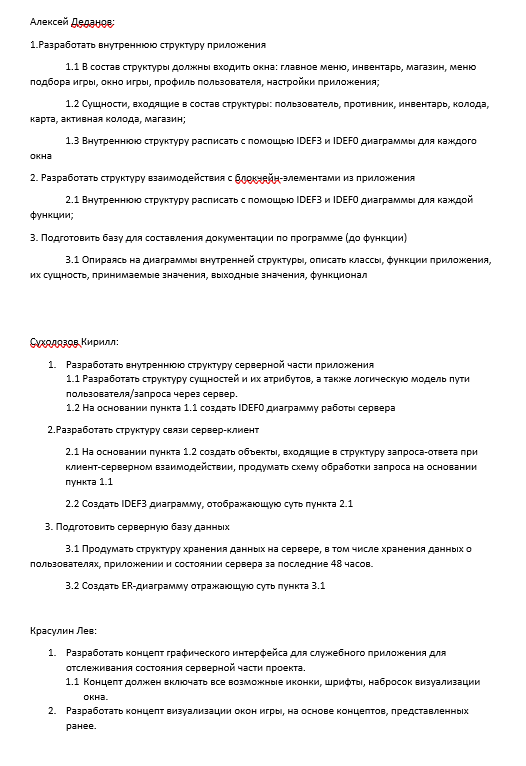 Алексей Деданов:
1.Разработать внутреннюю структуру приложения
1.1 В состав структуры должны входить окна: главное меню, инвентарь, магазин, меню
подбора игры, окно игры, профиль пользователя, настройки приложения;
1.2 Сущности, входящие в состав структуры: пользователь, противник, инвентарь, колода,
карта, активная колода, магазин;
1.3 Внутреннюю структуру расписать с помощью IDEF3 и IDEF0 диаграммы для каждого
окна
2. Разработать структуру взаимодействия с блокчейн-элементами из приложения
2.1 Внутреннюю структуру расписать с помощью IDEF3 и IDEF0 диаграммы для каждой
функции;
3. Подготовить базу для составления документации по программе (до функции)
3.1 Опираясь на диаграммы внутренней структуры, описать классы, функции приложения,
их сущность, принимаемые значения, выходные значения, функционал
Сухолозов Кирилл:
1. Разработать внутреннюю структуру серверной части приложения
1.1 Разработать структуру сущностей и их атрибутов, а также логическую модель пути
пользователя/запроса через сервер.
1.2 На основании пункта 1.1 создать IDEF0 диаграмму работы сервера
2.Разработать структуру связи сервер-клиент
2.1 На основании пункта 1.2 создать объекты, входящие в структуру запроса-ответа при
клиент-серверном взаимодействии, продумать схему обработки запроса на основании
пункта 1.1
2.2 Создать IDEF3 диаграмму, отображающую суть пункта 2.1
3. Подготовить серверную базу данных
3.1 Продумать структуру хранения данных на сервере, в том числе хранения данных о
пользователях, приложении и состоянии сервера за последние 48 часов.
3.2 Создать ER-диаграмму отражающую суть пункта 3.1
Красулин Лев:
1. Разработать концепт графического интерфейса для служебного приложения для
отслеживания состояния серверной части проекта.
1.1 Концепт должен включать все возможные иконки, шрифты, набросок визуализации
окна.
2. Разработать концепт визуализации окон игры, на основе концептов, представленных
ранее.